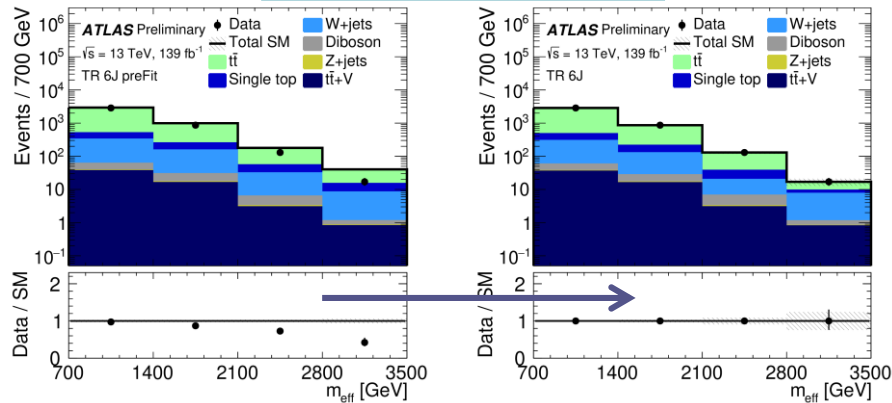 Events / 700 GeV
10⁶
10⁵
10⁴
10³
10²
10
1
10⁻¹
ATLAS Preliminary
√s = 13 TeV, 139 fb⁻¹
TR 6J preFit
Data
Total SM
tt̄
Single top
W+jets
Diboson
Z+jets
tt̄+V
Data / SM
2
1
0
700 1400 2100 2800 3500
m_eff [GeV]
Events / 700 GeV
10⁶
10⁵
10⁴
10³
10²
10
1
10⁻¹
ATLAS Preliminary
√s = 13 TeV, 139 fb⁻¹
TR 6J
Data
Total SM
tt̄
Single top
W+jets
Diboson
Z+jets
tt̄+V
Data / SM
2
1
0
700 1400 2100 2800 3500
m_eff [GeV]